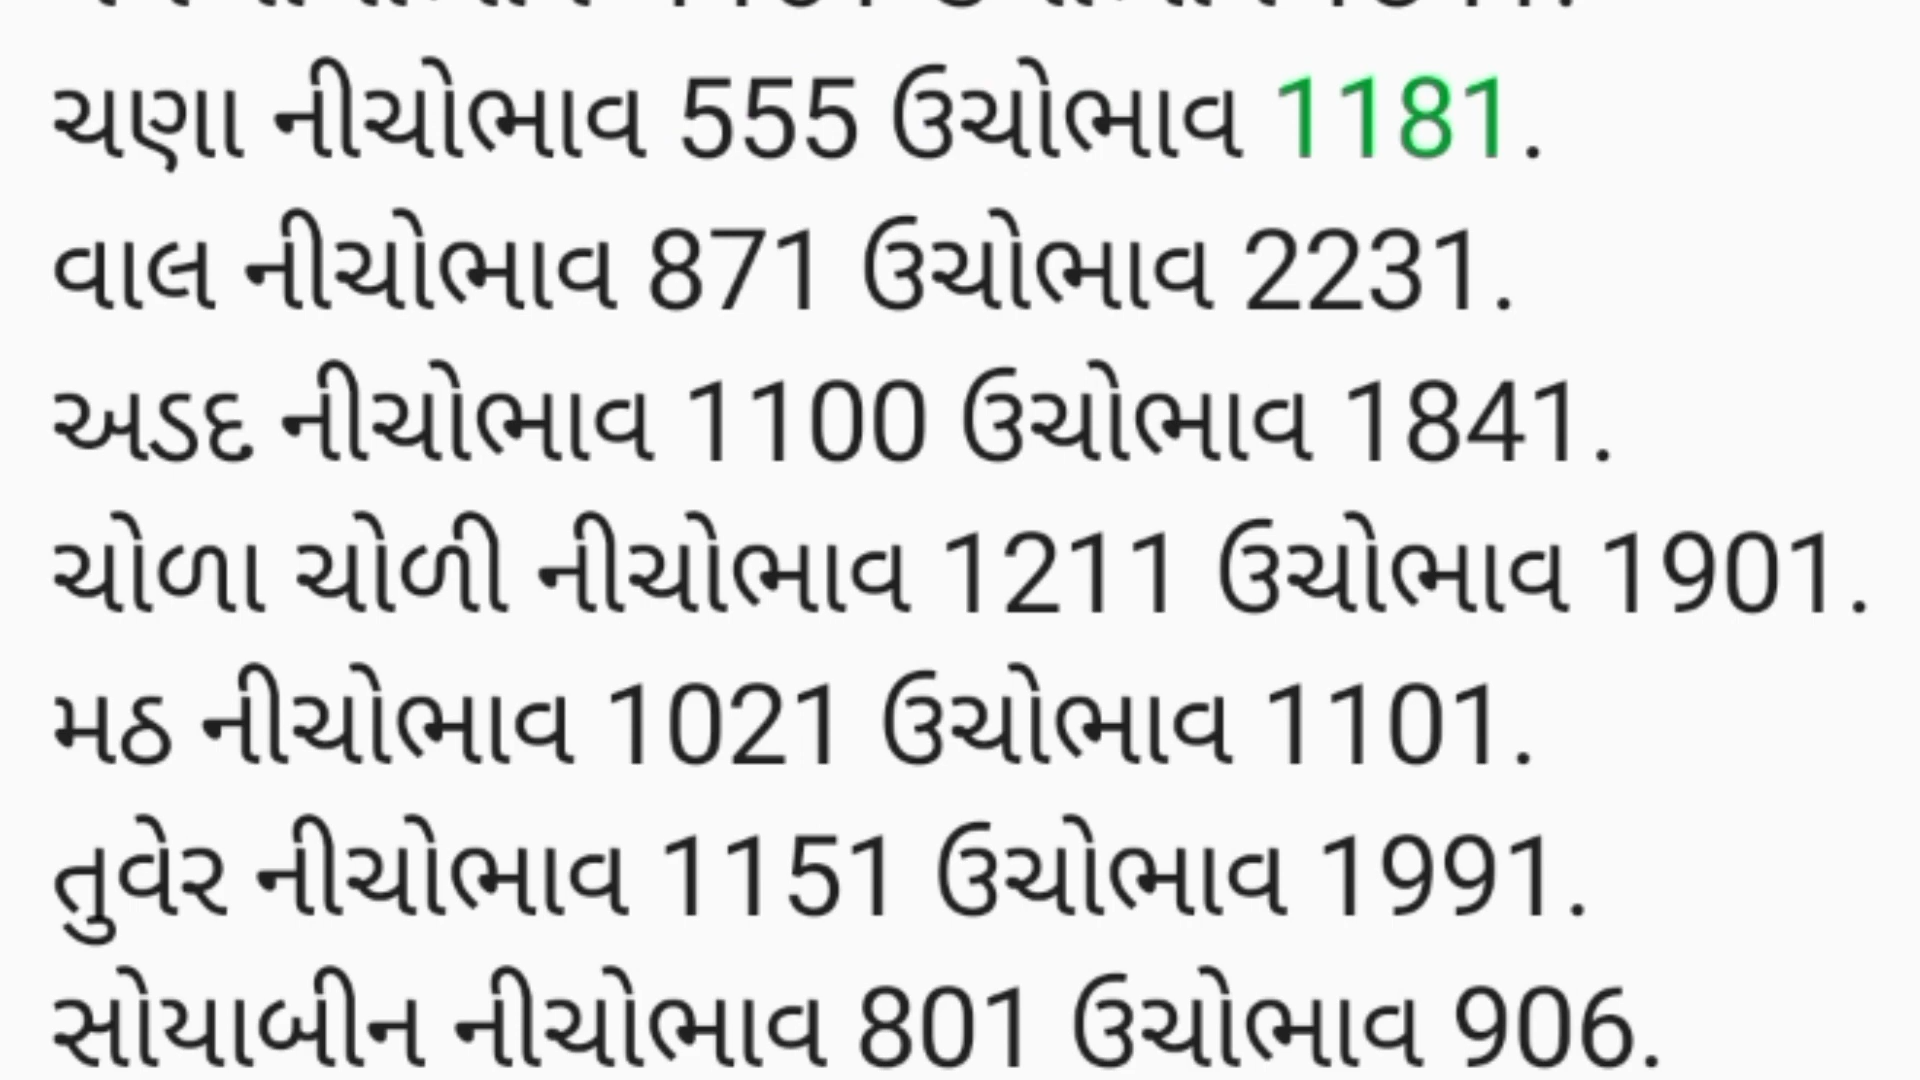 ચણા નીચોભાવ 555 ઉચોભાવ 1181.
વાલ નીચોભાવ 871 ઉચોભાવ 2231.
અડદ નીચોભાવ 1100 ઉચોભાવ 1841.
ચોળા ચોળી નીચોભાવ 1211 ઉચોભાવ 1901.
મઠ નીચોભાવ 1021 ઉચોભાવ 1101.
તુવેર નીચોભાવ 1151 ઉચોભાવ 1991.
સોયાબીન નીચોભાવ 801 ઉચોભાવ 906.